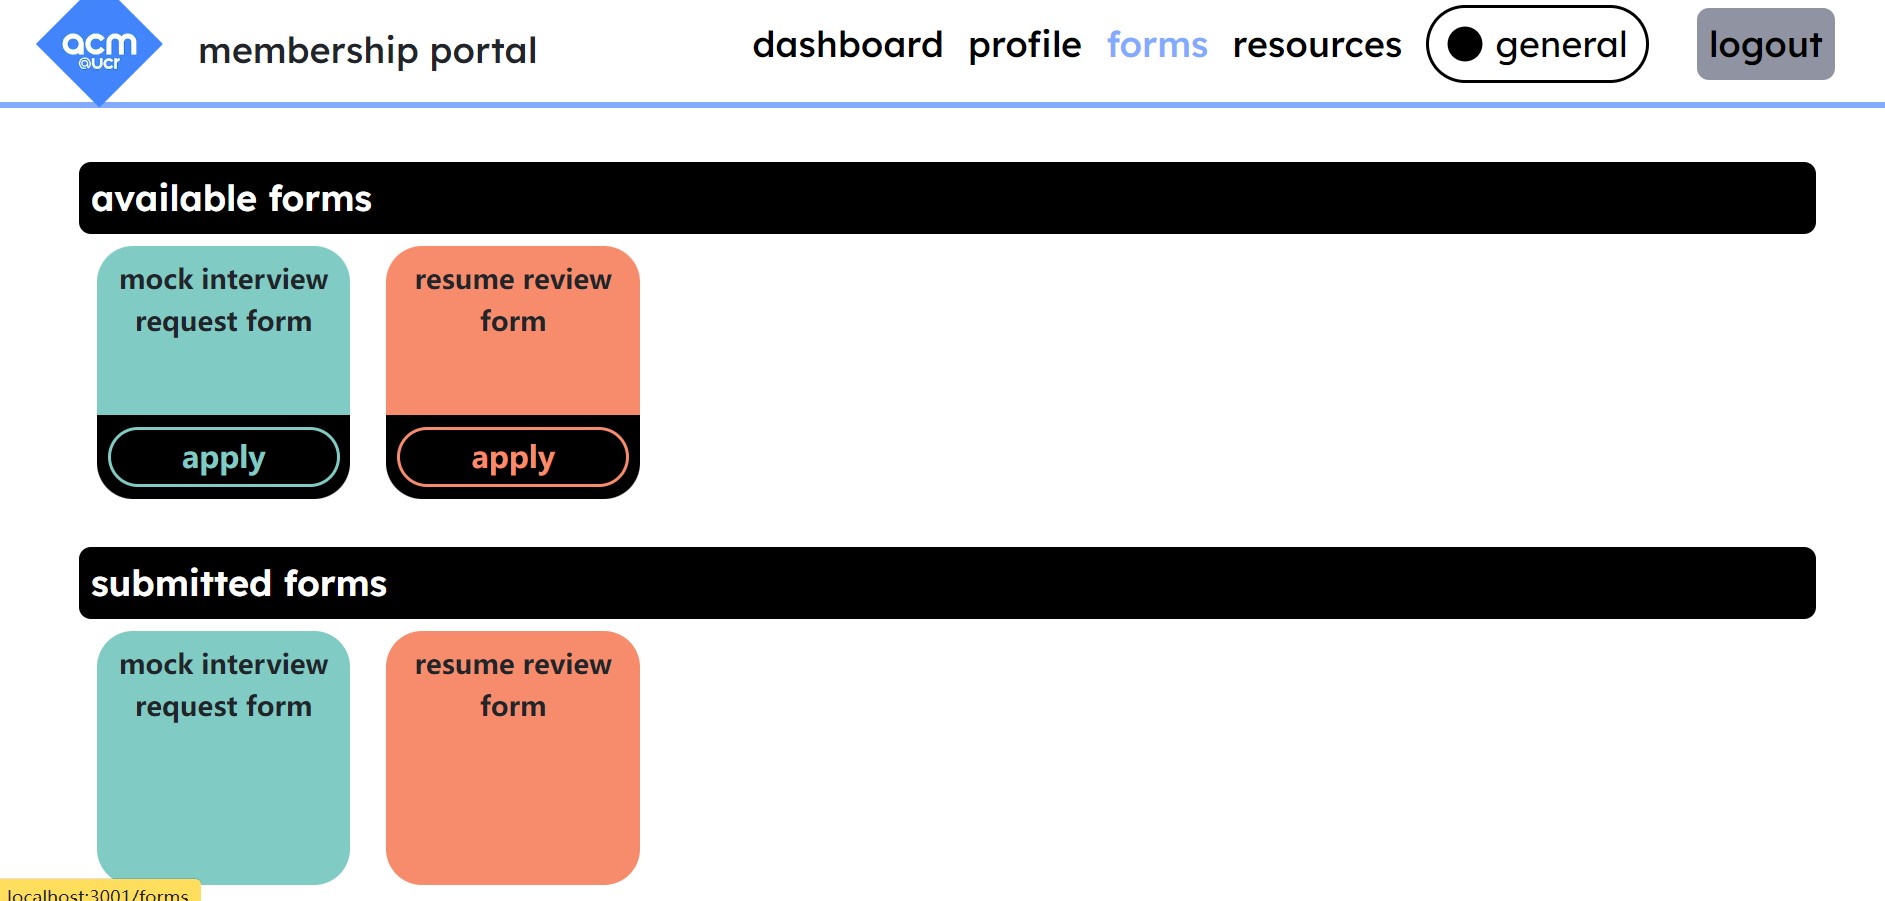 acm
@ucr
membership portal
dashboard profile forms resources general logout
available forms
mock interview
request form
apply
resume review
form
apply
submitted forms
mock interview
request form
resume review
form
localhost:3001/forms